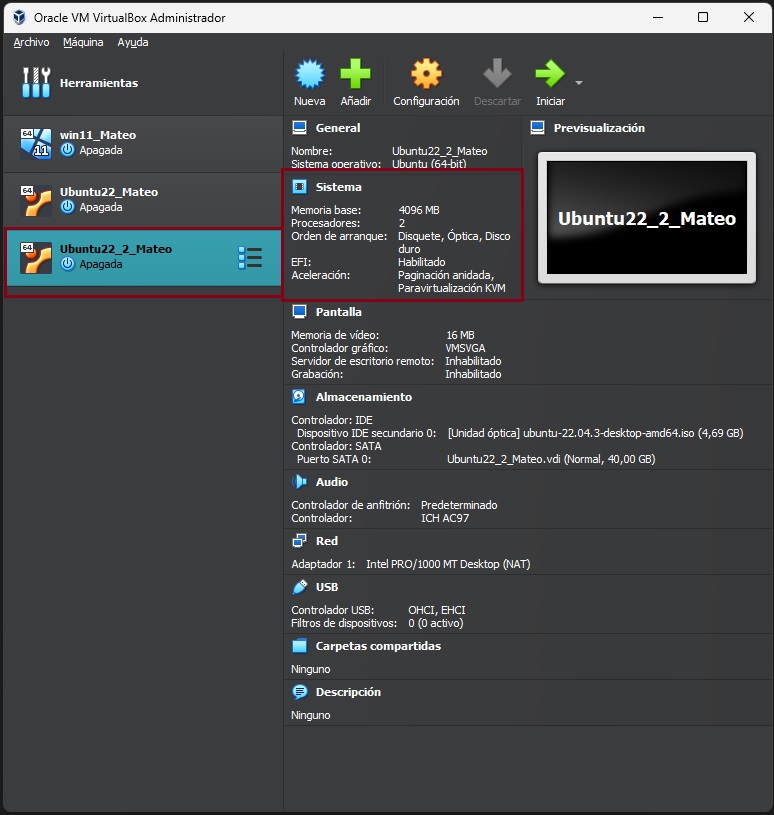 Oracle VM VirtualBox Administrador
Archivo Máquina Ayuda
Herramientas
64
11
win11_Mateo
Apagada
64
Ubuntu22_Mateo
Apagada
64
Ubuntu22_2_Mateo
Apagada
Nueva Añadir Configuración Descartar Iniciar
General
Nombre: Ubuntu22_2_Mateo
Sistema operativo: Ubuntu (64-bit)
Previsualización
Ubuntu22_2_Mateo
Sistema
Memoria base: 4096 MB
Procesadores: 2
Orden de arranque: Disquete, Óptica, Disco
duro
EFI: Habilitado
Aceleración: Paginación anidada,
Paravirtualización KVM
Pantalla
Memoria de vídeo: 16 MB
Controlador gráfico: VMSVGA
Servidor de escritorio remoto: Inhabilitado
Grabación: Inhabilitado
Almacenamiento
Controlador: IDE
Dispositivo IDE secundario 0: [Unidad óptica] ubuntu-22.04.3-desktop-amd64.iso (4,69 GB)
Controlador: SATA
Puerto SATA 0: Ubuntu22_2_Mateo.vdi (Normal, 40,00 GB)
Audio
Controlador de anfitrión: Predeterminado
Controlador: ICH AC97
Red
Adaptador 1: Intel PRO/1000 MT Desktop (NAT)
USB
Controlador USB: OHCI, EHCI
Filtros de dispositivos: 0 (0 activo)
Carpetas compartidas
Ninguno
Descripción
Ninguno